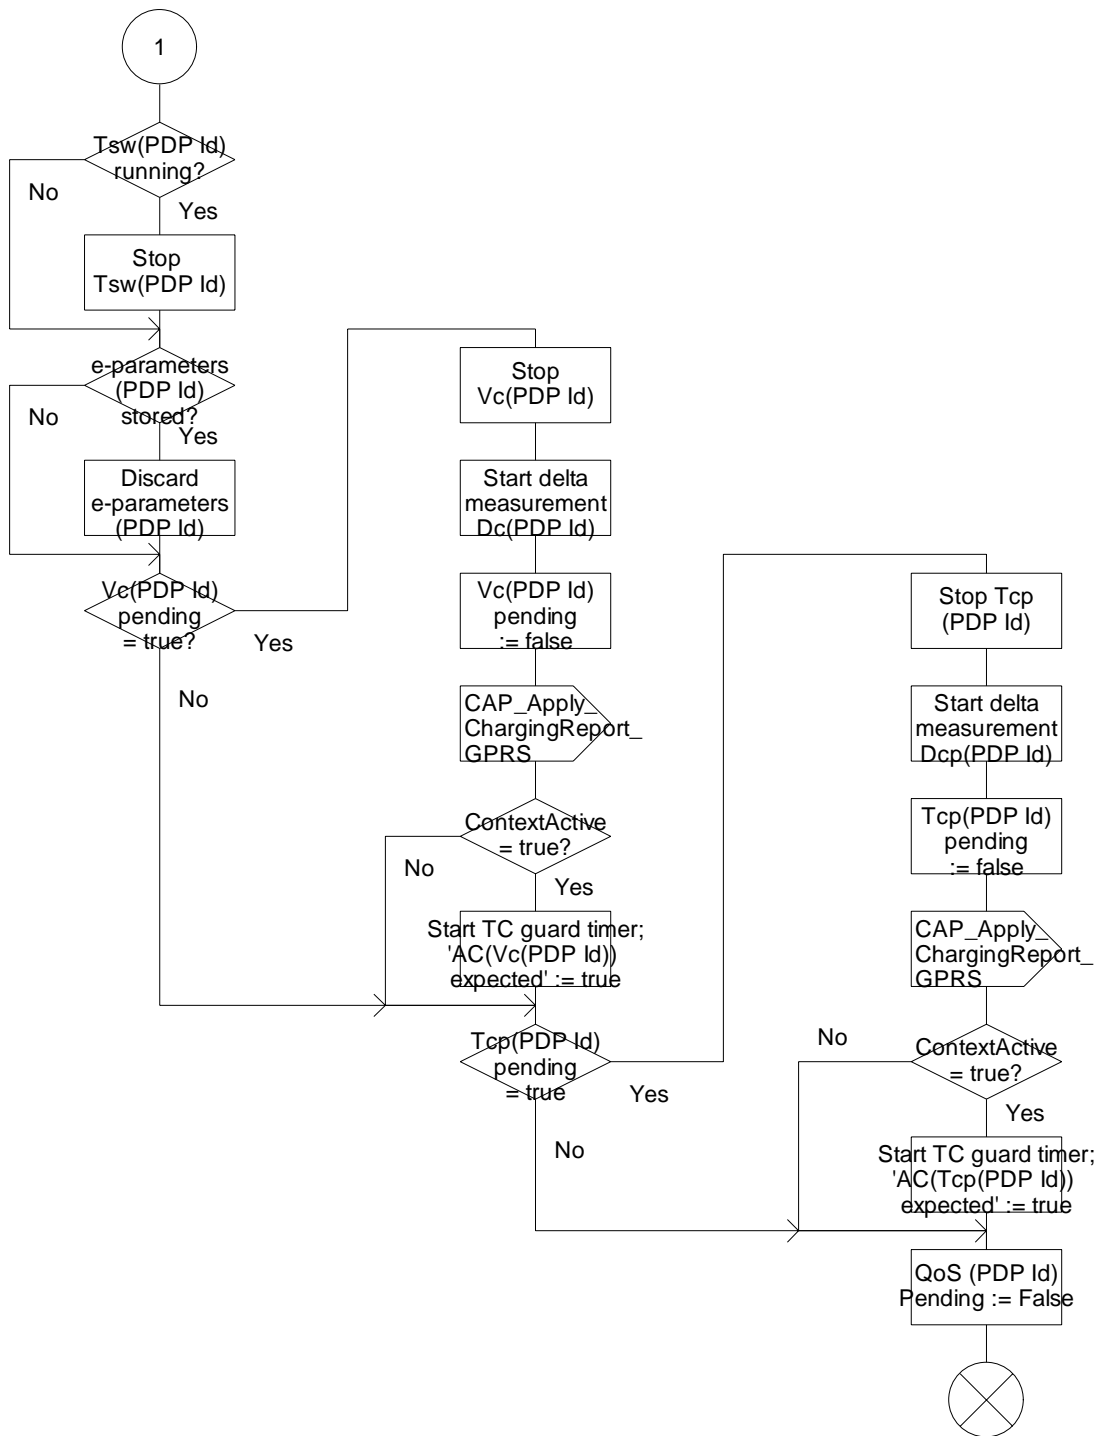 1
Tsw(PDP Id)
running?
No
Yes
Stop
Tsw(PDP Id)
e-parameters
(PDP Id)
stored?
No
Yes
Discard
e-parameters
(PDP Id)
Vc(PDP Id)
pending
= true?
Yes
No
Stop
Vc(PDP Id)
Start delta
measurement
Dc(PDP Id)
Vc(PDP Id)
pending
:= false
CAP_Apply_
ChargingReport_
GPRS
ContextActive
= true?
No
Yes
Start TC guard timer;
'AC(Vc(PDP Id))
expected' := true
Tcp(PDP Id)
pending
= true
Yes
No
Stop Tcp
(PDP Id)
Start delta
measurement
Dcp(PDP Id)
Tcp(PDP Id)
pending
:= false
CAP_Apply_
ChargingReport_
GPRS
No
ContextActive
= true?
Yes
Start TC guard timer;
'AC(Tcp(PDP Id))
expected' := true
QoS (PDP Id)
Pending := False